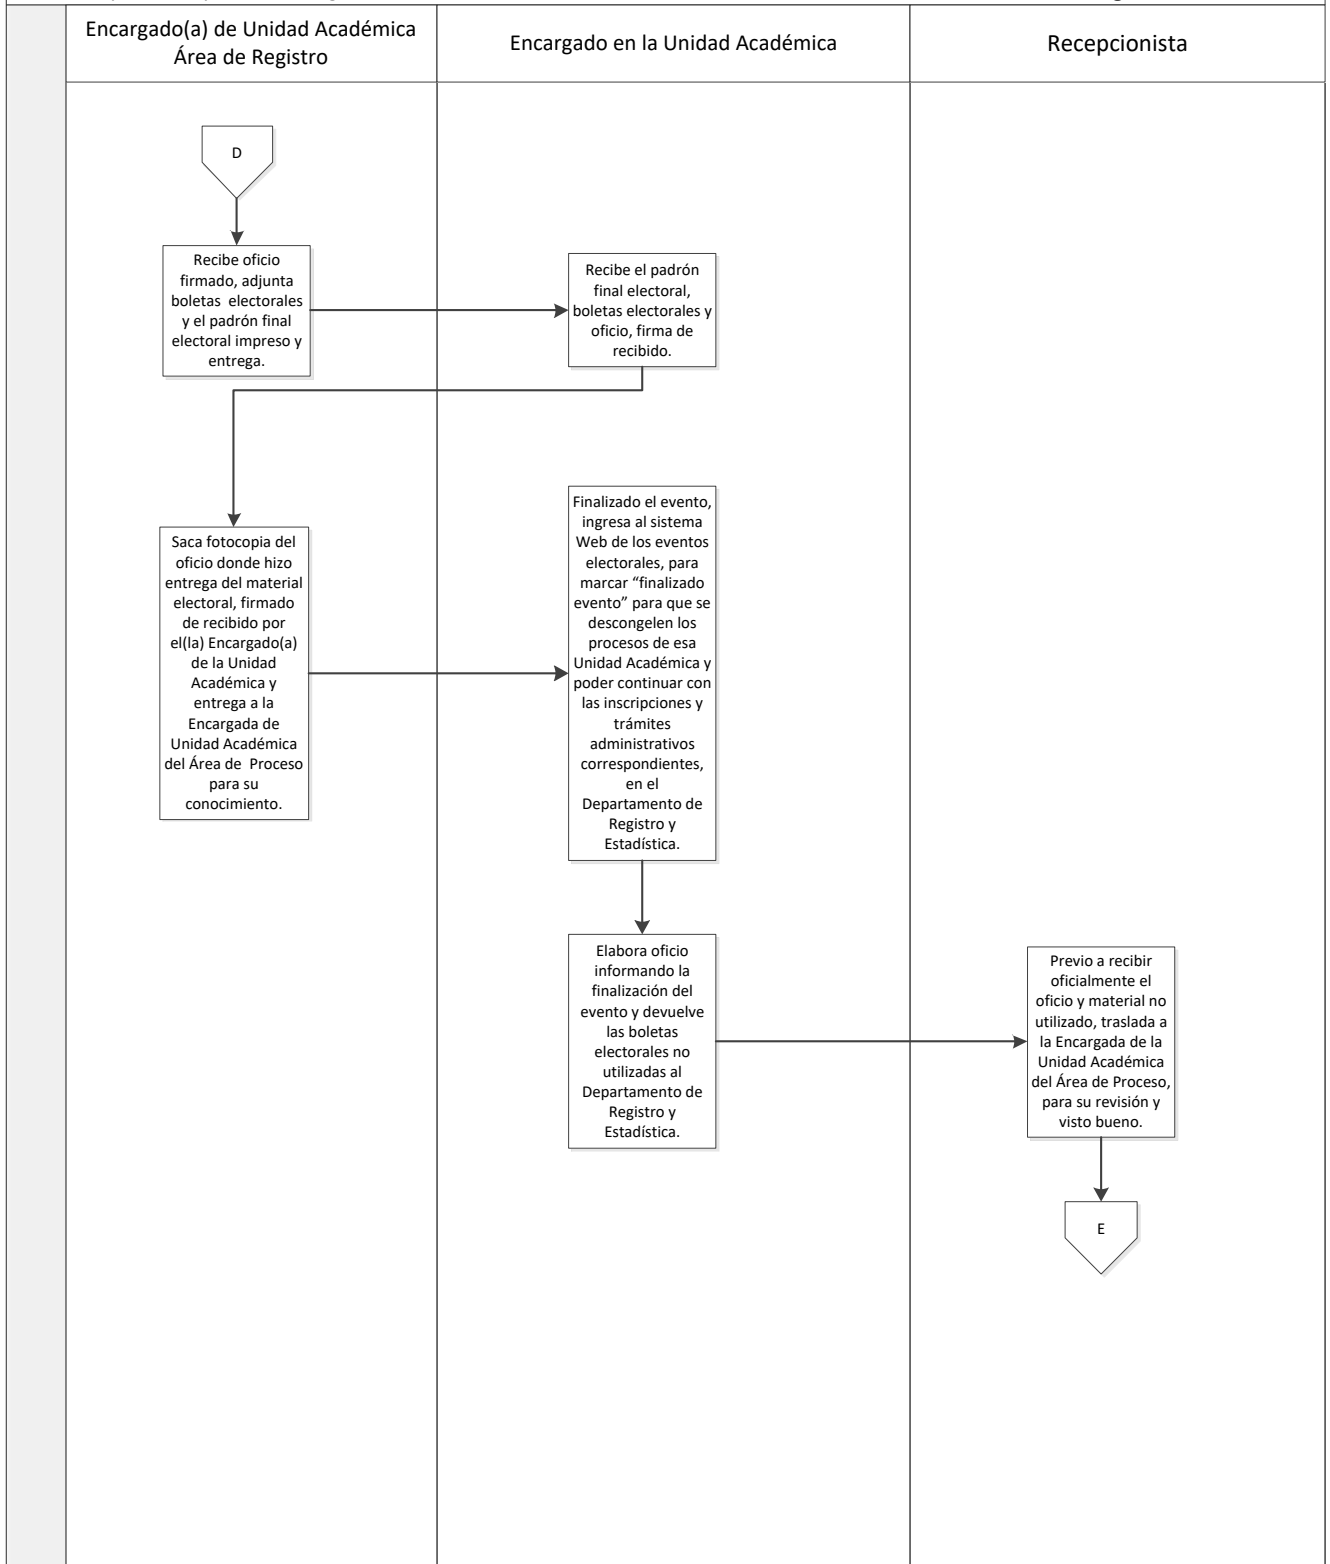 Encargado(a) de Unidad Académica
Área de Registro
Encargado en la Unidad Académica
Recepcionista
D
Recibe oficio
firmado, adjunta
boletas electorales
y el padrón final
electoral impreso y
entrega.
Recibe el padrón
final electoral,
boletas electorales y
oficio, firma de
recibido.
Saca fotocopia del
oficio donde hizo
entrega del material
electoral, firmado
de recibido por
el(la) Encargado(a)
de la Unidad
Académica y
entrega a la
Encargada de
Unidad Académica
del Área de Proceso
para su
conocimiento.
Finalizado el evento,
ingresa al sistema
Web de los eventos
electorales, para
marcar “finalizado
evento” para que se
descongelen los
procesos de esa
Unidad Académica y
poder continuar con
las inscripciones y
trámites
administrativos
correspondientes,
en el
Departamento de
Registro y
Estadística.
Elabora oficio
informando la
finalización del
evento y devuelve
las boletas
electorales no
utilizadas al
Departamento de
Registro y
Estadística.
Previo a recibir
oficialmente el
oficio y material no
utilizado, traslada a
la Encargada de la
Unidad Académica
del Área de Proceso,
para su revisión y
visto bueno.
E